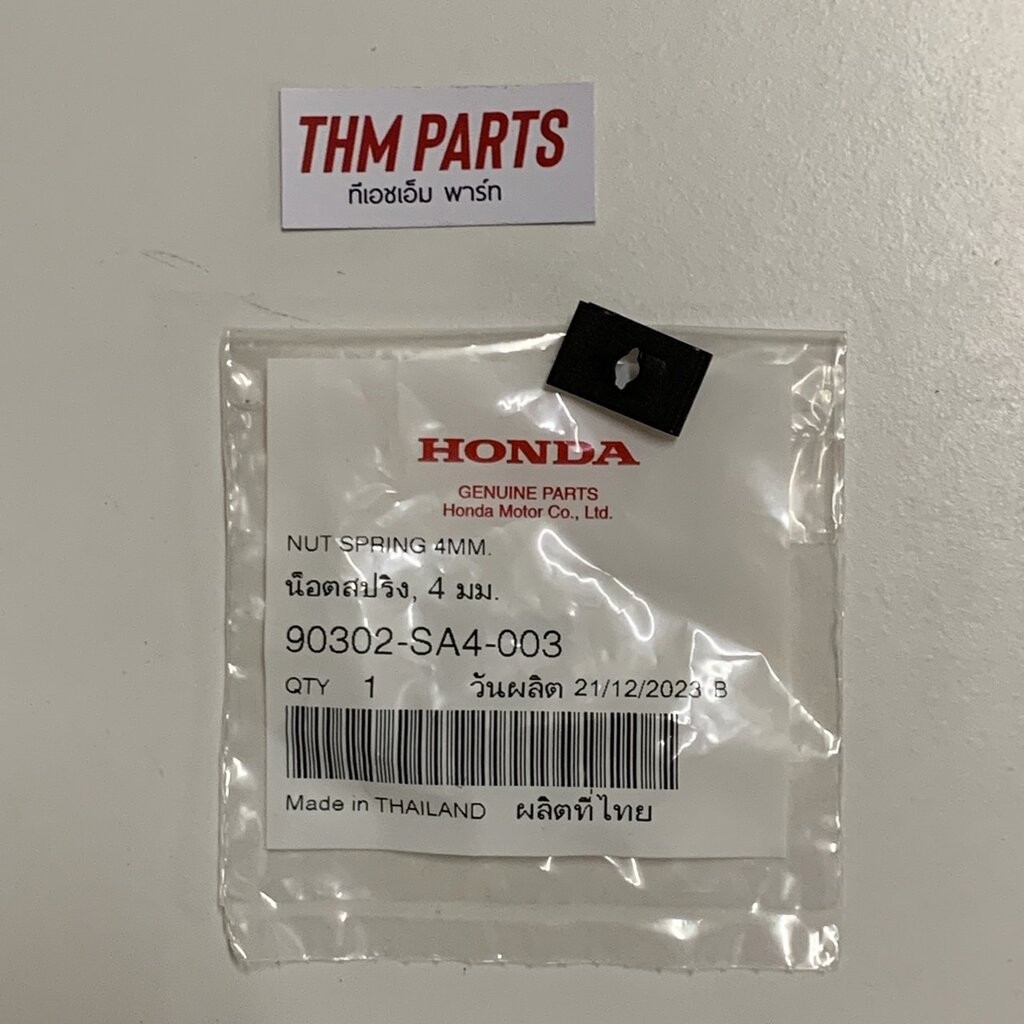 THM PARTS
ทีเอชเอ็ม พาร์ท
HONDA
GENUINE PARTS
Honda Motor Co., Ltd.
NUT SPRING 4MM.
น็อตสปริง, 4 มม.
90302-SA4-003
QTY 1 วันผลิต 21/12/2023 B
Made in THAILAND ผลิตที่ไทย